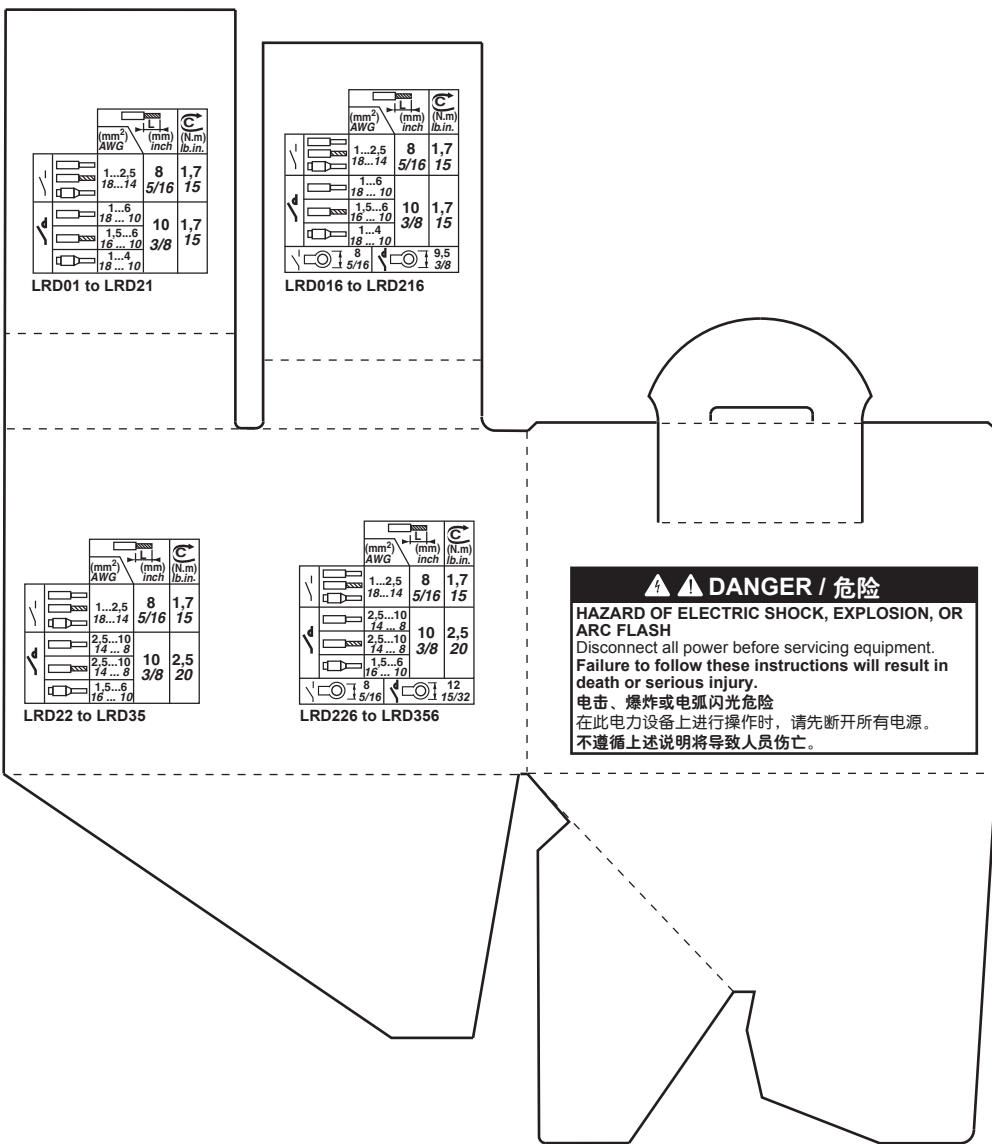 L
(mm²) (mm) (N.m)
AWG inch lb.in.
1...2,5 8 1,7
18...14 5/16 15
1...6
18 ... 10
1,5...6 10 1,7
16 ... 10 3/8 15
1...4
18 ... 10
LRD01 to LRD21
L
(mm²) (mm) (N.m)
AWG inch lb.in.
1...2,5 8 1,7
18...14 5/16 15
1...6
18 ... 10
1,5...6 10 1,7
16 ... 10 3/8 15
1...4
18 ... 10
8 9,5
5/16 3/8
LRD016 to LRD216
L
(mm²) (mm) (N.m)
AWG inch lb.in.
1...2,5 8 1,7
18...14 5/16 15
2,5...10
14 ... 8
2,5...10 10 2,5
14 ... 8 3/8 20
1,5...6
16 ... 10
LRD22 to LRD35
L
(mm²) (mm) (N.m)
AWG inch lb.in.
1...2,5 8 1,7
18...14 5/16 15
2,5...10
14 ... 8
2,5...10 10 2,5
14 ... 8 3/8 20
1,5...6
16 ... 10
8 12
5/16 15/32
LRD226 to LRD356
DANGER / 危险
HAZARD OF ELECTRIC SHOCK, EXPLOSION, OR
ARC FLASH
Disconnect all power before servicing equipment.
Failure to follow these instructions will result in
death or serious injury.
电击、爆炸或电弧闪光危险
在此电力设备上进行操作时，请先断开所有电源。
不遵循上述说明将导致人员伤亡。